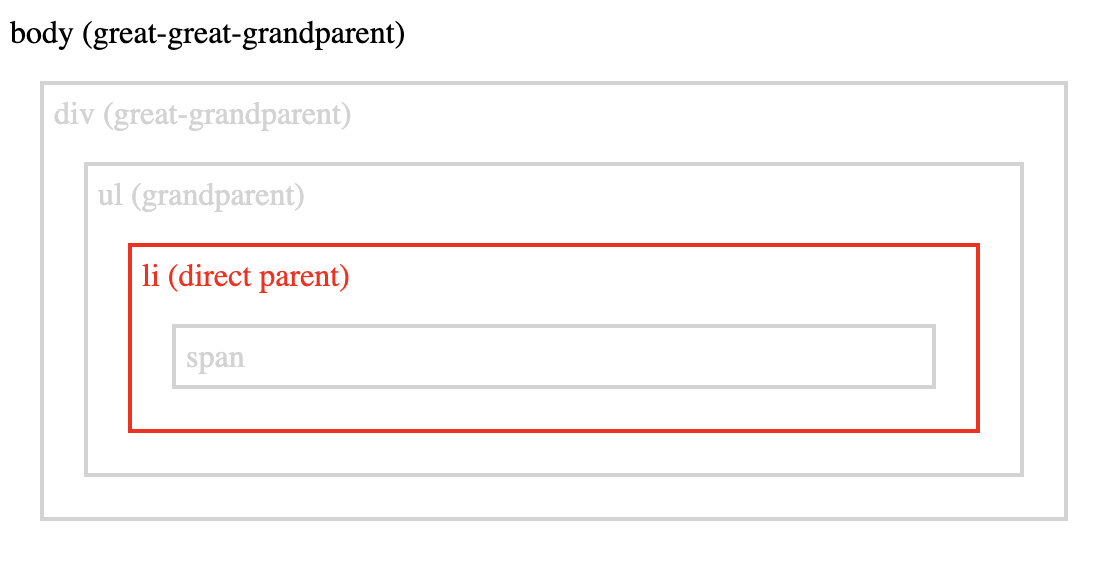 body (great-great-grandparent)
div (great-grandparent)
ul (grandparent)
li (direct parent)
span